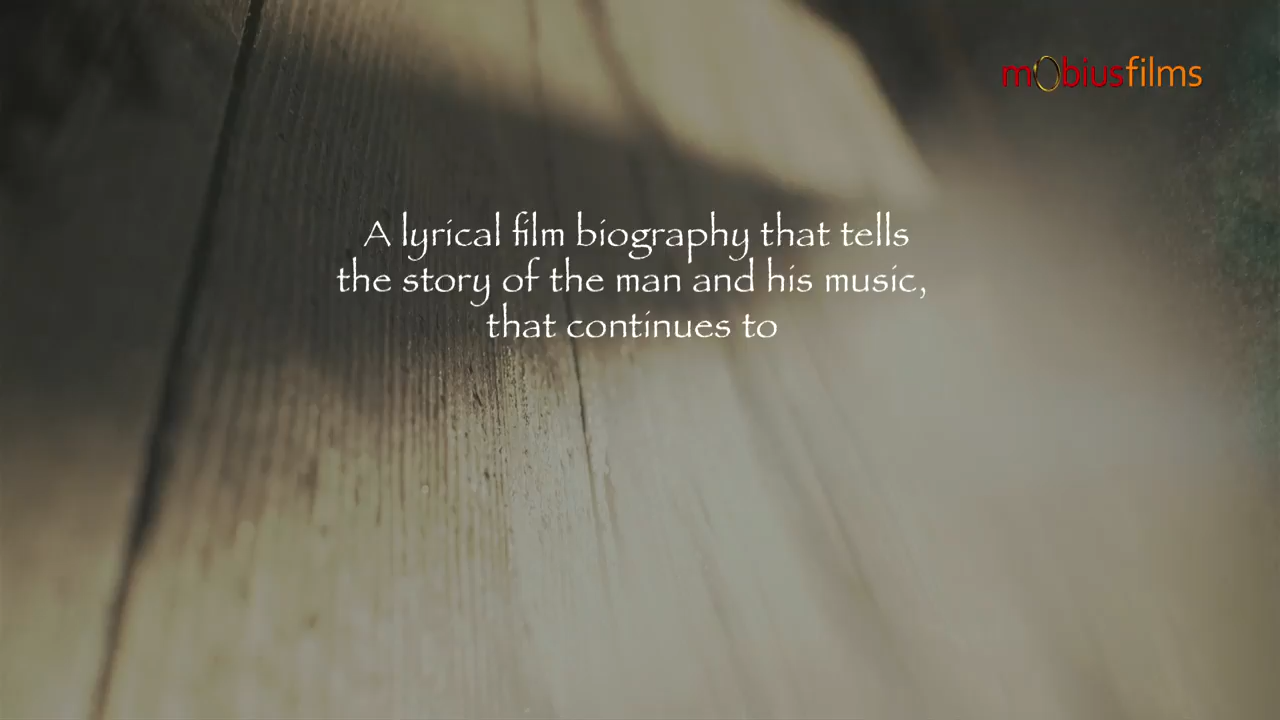 mobiusfilms
A lyrical film biography that tells
the story of the man and his music,
that continues to